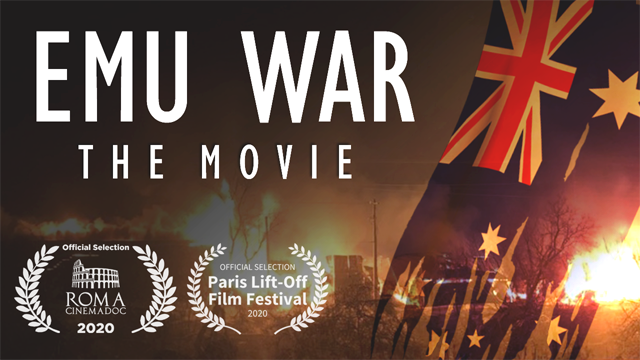 EMU WAR
THE MOVIE
Official Selection
ROMA
CINEMADOC
2020
OFFICIAL SELECTION
Paris Lift-Off
Film Festival
2020